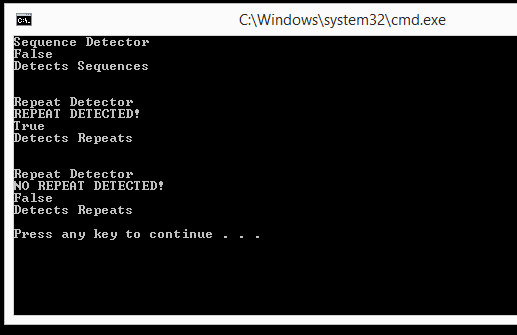 C:\Windows\system32\cmd.exe
Sequence Detector
False
Detects Sequences
Repeat Detector
REPEAT DETECTED!
True
Detects Repeats
Repeat Detector
NO REPEAT DETECTED!
False
Detects Repeats
Press any key to continue . . .